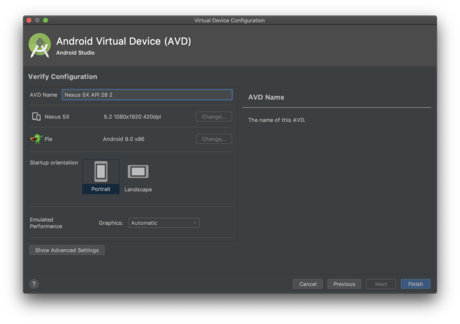 Virtual Device Configuration
Android Virtual Device (AVD)
Android Studio
Verify Configuration
AVD Name Nexus 5X API 28 2
Nexus 5X 5.2 1080x1920 420dpi Change...
Pie Android 9.0 x86 Change...
Startup orientation
Portrait Landscape
Emulated
Performance Graphics: Automatic
Show Advanced Settings
AVD Name
The name of this AVD.
? Cancel Previous Next Finish